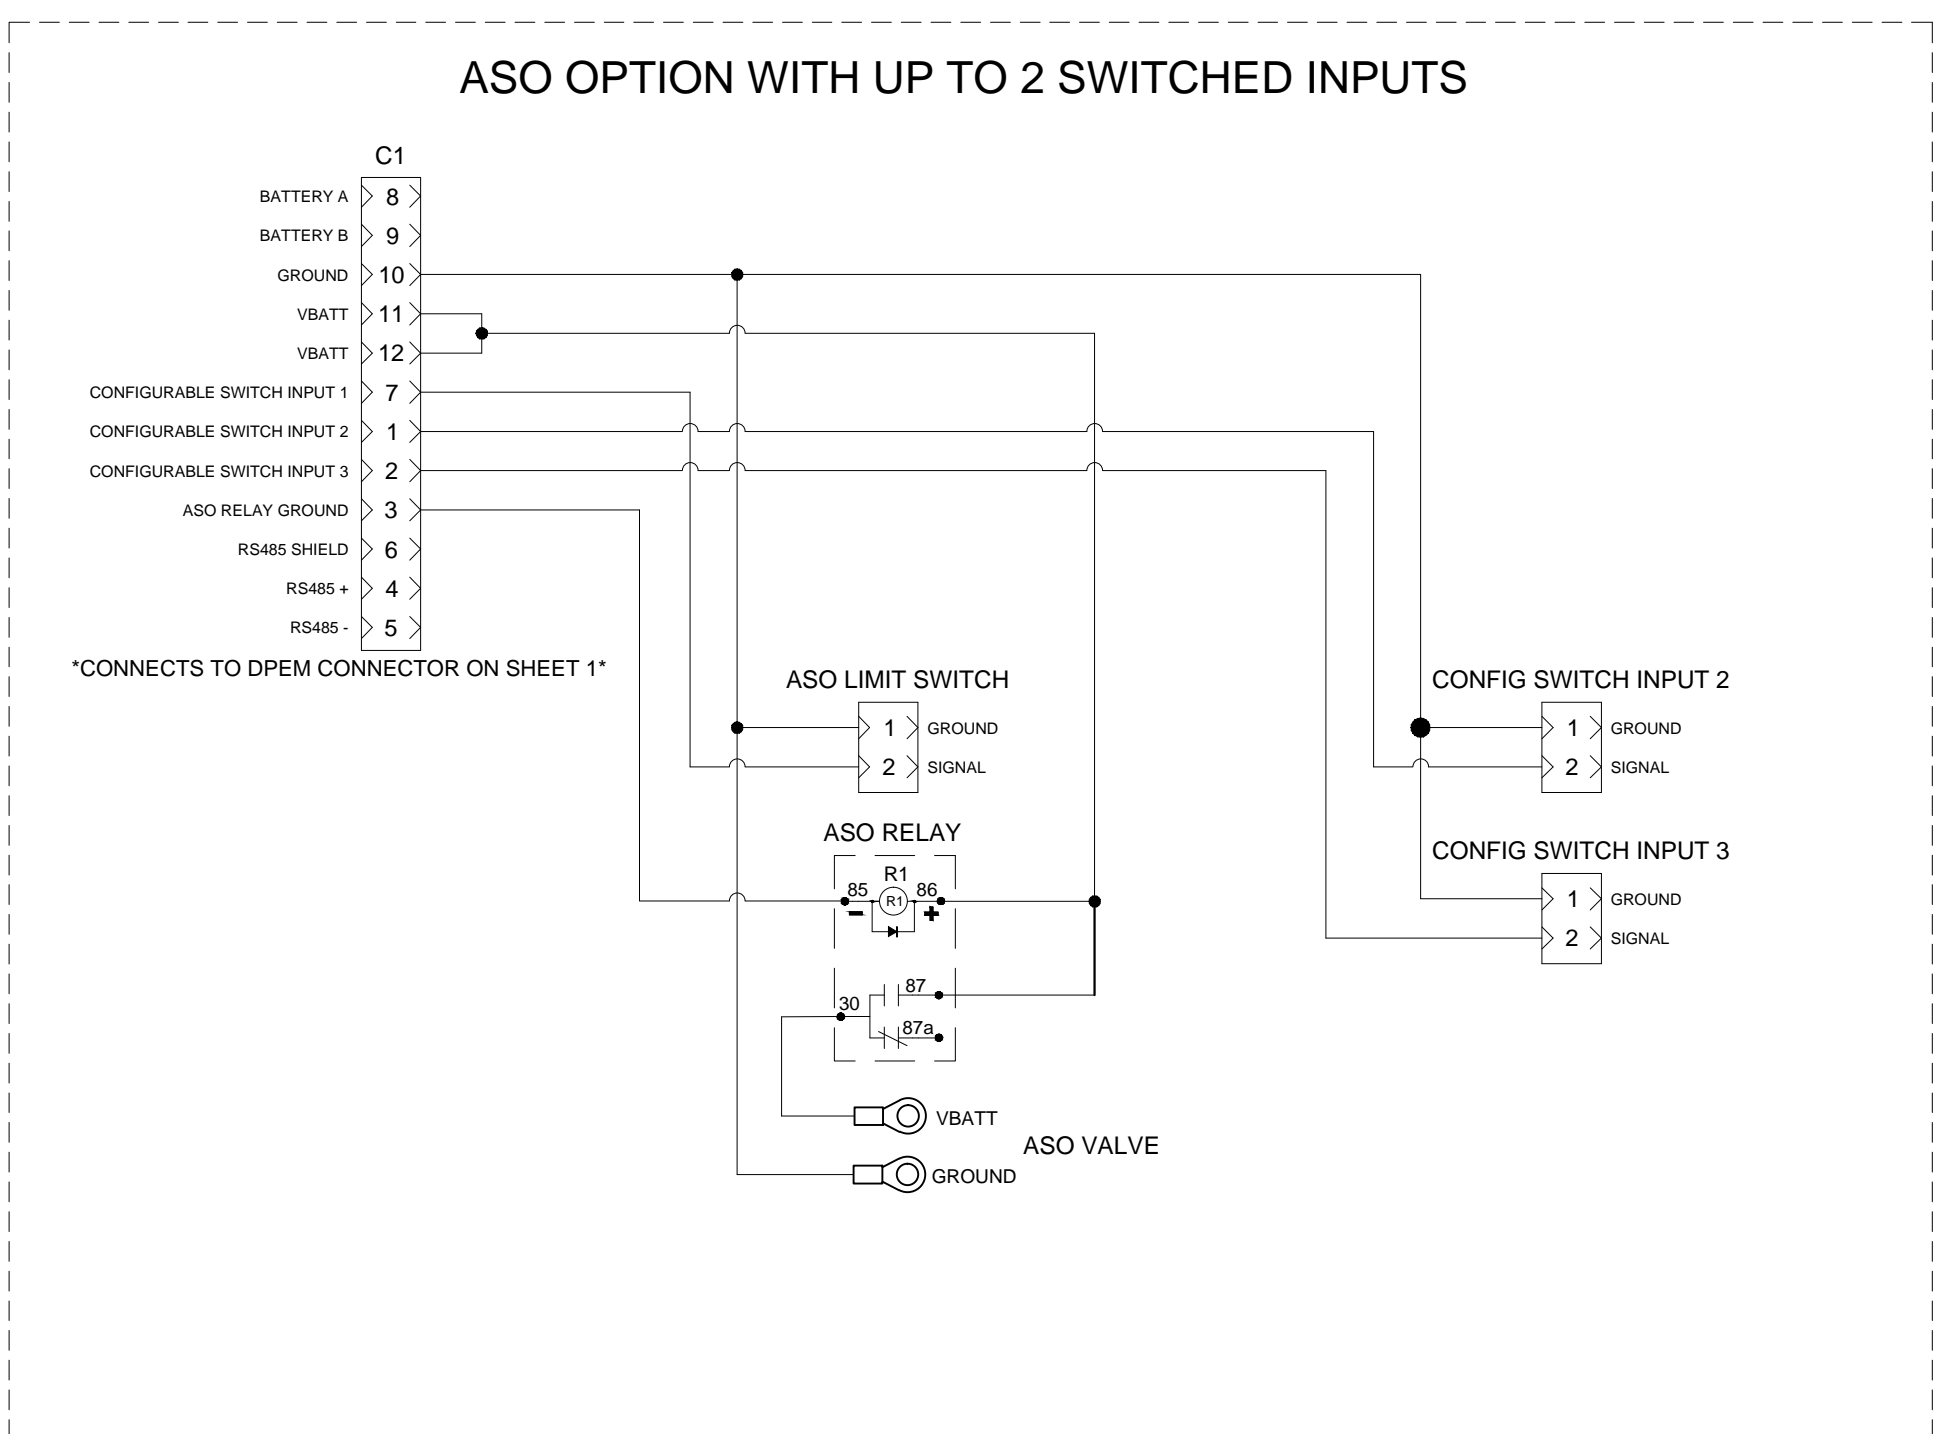 ASO OPTION WITH UP TO 2 SWITCHED INPUTS
C1
BATTERY A 8
BATTERY B 9
GROUND 10
VBATT 11
VBATT 12
CONFIGURABLE SWITCH INPUT 1 7
CONFIGURABLE SWITCH INPUT 2 1
CONFIGURABLE SWITCH INPUT 3 2
ASO RELAY GROUND 3
RS485 SHIELD 6
RS485 + 4
RS485 - 5
*CONNECTS TO DPEM CONNECTOR ON SHEET 1*
ASO LIMIT SWITCH
1 GROUND
2 SIGNAL
CONFIG SWITCH INPUT 2
1 GROUND
2 SIGNAL
ASO RELAY
R1
85 R1 86
- +
30 87
87a
CONFIG SWITCH INPUT 3
1 GROUND
2 SIGNAL
VBATT
ASO VALVE
GROUND